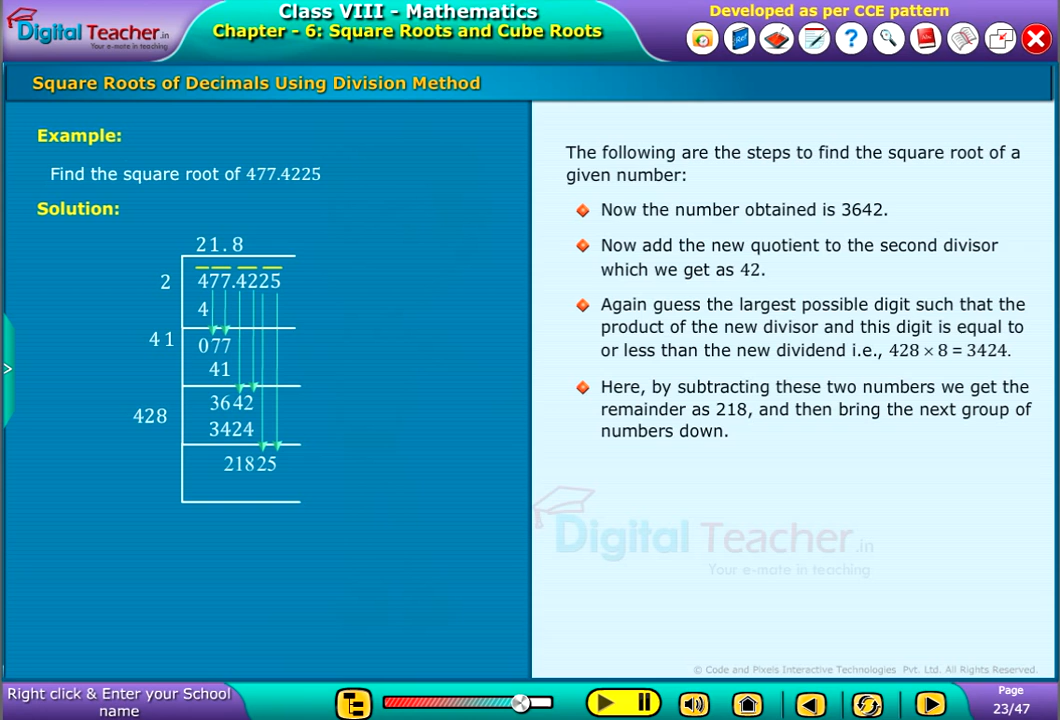 Digital Teacher.in
Your e-mate in teaching
Class VIII - Mathematics
Chapter - 6: Square Roots and Cube Roots
Developed as per CCE pattern
Ref
?
Square Roots of Decimals Using Division Method
Example:
Find the square root of 477.4225
Solution:
21.8
2 477.4225
4
41 077
41
428 3642
3424
21825
The following are the steps to find the square root of a
given number:
Now the number obtained is 3642.
Now add the new quotient to the second divisor
which we get as 42.
Again guess the largest possible digit such that the
product of the new divisor and this digit is equal to
or less than the new dividend i.e., 428 × 8 = 3424.
Here, by subtracting these two numbers we get the
remainder as 218, and then bring the next group of
numbers down.
Digital Teacher.in
Your e-mate in teaching
© Code and Pixels Interactive Technologies Pvt. Ltd. All Rights Reserved.
Right click & Enter your School
name
Page
23/47